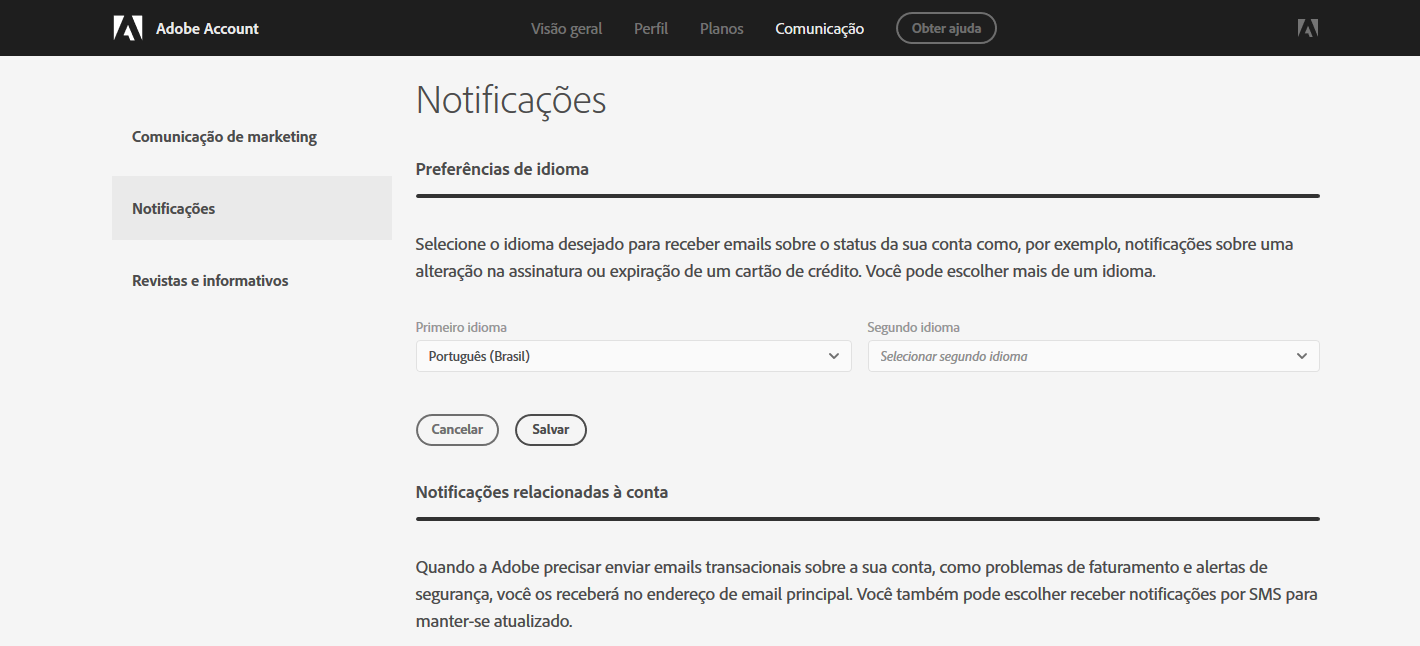 Adobe Account
Visão geral
Perfil
Planos
Comunicação
Obter ajuda
Comunicação de marketing
Notificações
Revistas e informativos
Notificações
Preferências de idioma
Selecione o idioma desejado para receber emails sobre o status da sua conta como, por exemplo, notificações sobre uma
alteração na assinatura ou expiração de um cartão de crédito. Você pode escolher mais de um idioma.
Primeiro idioma
Português (Brasil)
Segundo idioma
Selecionar segundo idioma
Cancelar
Salvar
Notificações relacionadas à conta
Quando a Adobe precisar enviar emails transacionais sobre a sua conta, como problemas de faturamento e alertas de
segurança, você os receberá no endereço de email principal. Você também pode escolher receber notificações por SMS para
manter-se atualizado.